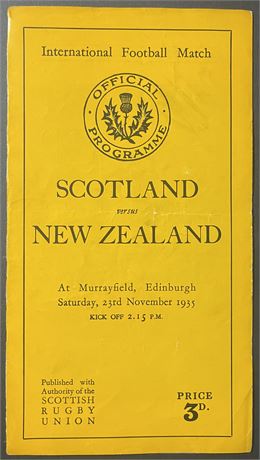 International Football Match
OFFICIAL
PROGRAMME
SCOTLAND
versus
NEW ZEALAND
At Murrayfield, Edinburgh
Saturday, 23rd November 1935
KICK OFF 2.15 P.M.
Published with
Authority of the
SCOTTISH
RUGBY
UNION
PRICE
3D.